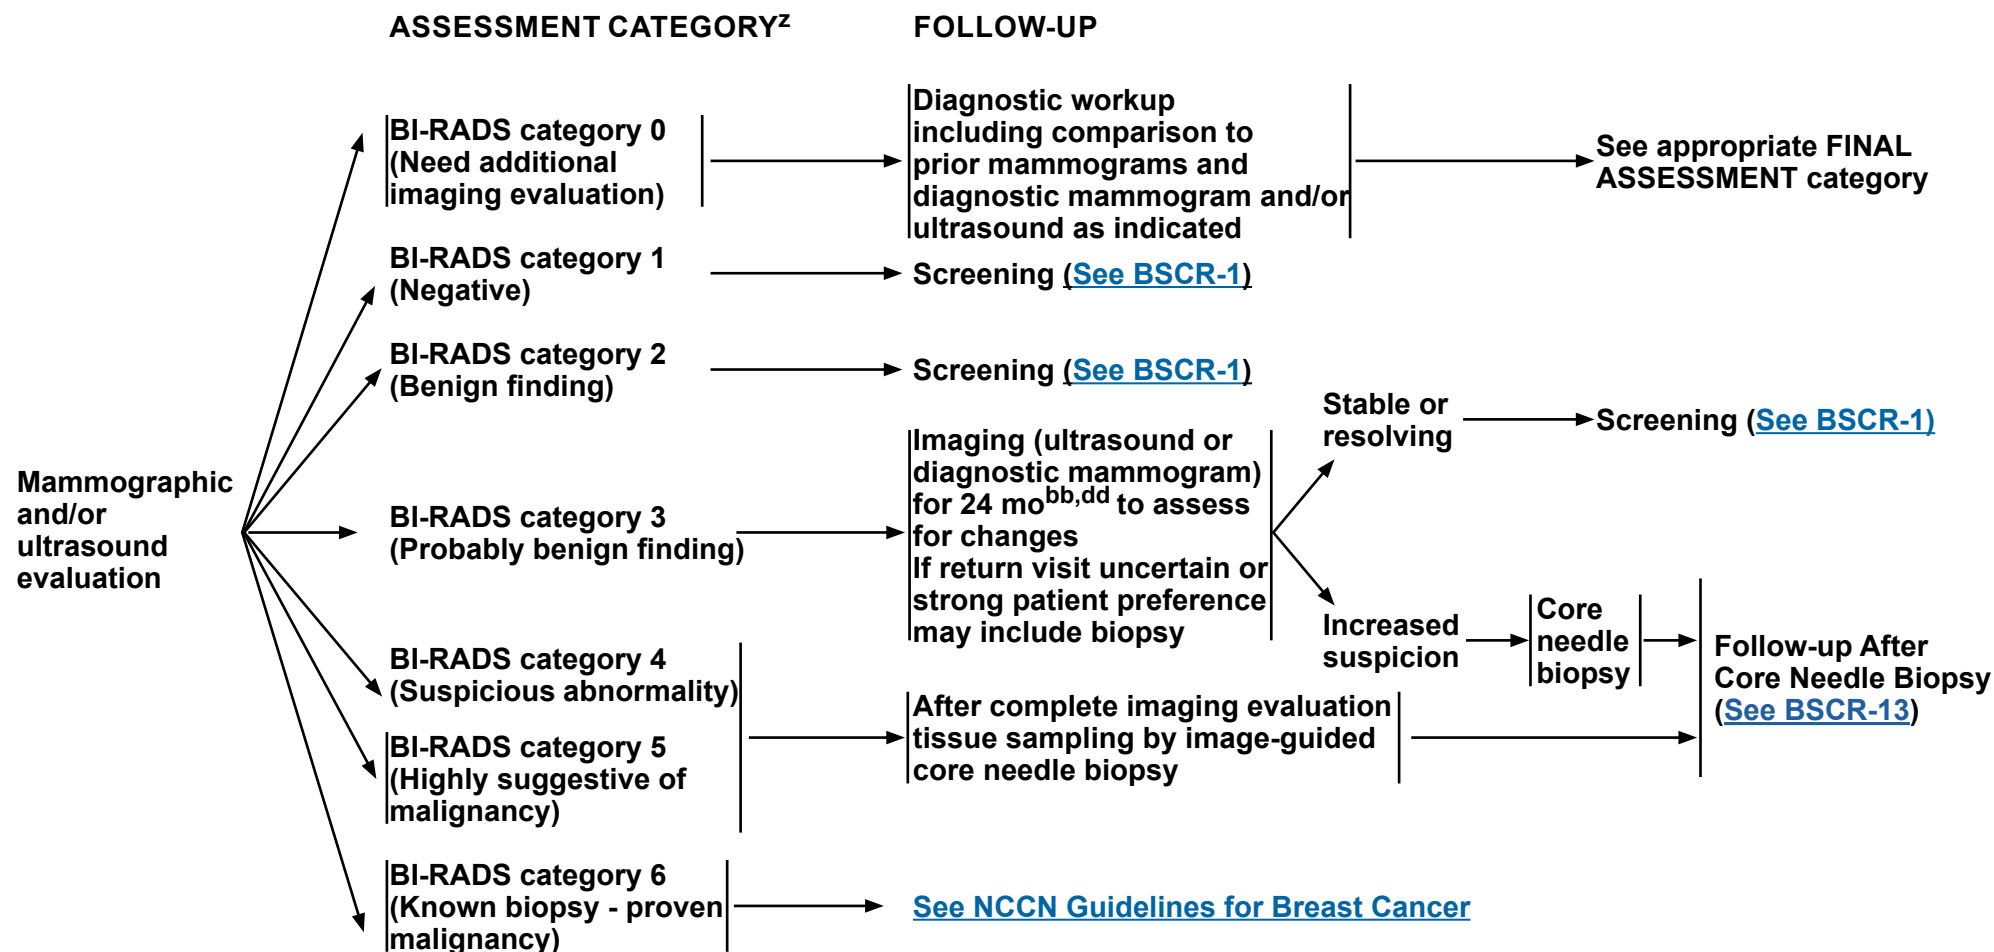 ASSESSMENT CATEGORYz
FOLLOW-UP
Mammographic
and/or
ultrasound
evaluation
BI-RADS category 0
(Need additional
imaging evaluation)
Diagnostic workup
including comparison to
prior mammograms and
diagnostic mammogram and/or
ultrasound as indicated
See appropriate FINAL
ASSESSMENT category
BI-RADS category 1
(Negative)
Screening (See BSCR-1)
BI-RADS category 2
(Benign finding)
Screening (See BSCR-1)
BI-RADS category 3
(Probably benign finding)
Imaging (ultrasound or
diagnostic mammogram)
for 24 mobb,dd to assess
for changes
If return visit uncertain or
strong patient preference
may include biopsy
Stable or
resolving
Screening (See BSCR-1)
Increased
suspicion
Core
needle
biopsy
Follow-up After
Core Needle Biopsy
(See BSCR-13)
BI-RADS category 4
(Suspicious abnormality)
BI-RADS category 5
(Highly suggestive of
malignancy)
After complete imaging evaluation
tissue sampling by image-guided
core needle biopsy
BI-RADS category 6
(Known biopsy - proven
malignancy)
See NCCN Guidelines for Breast Cancer